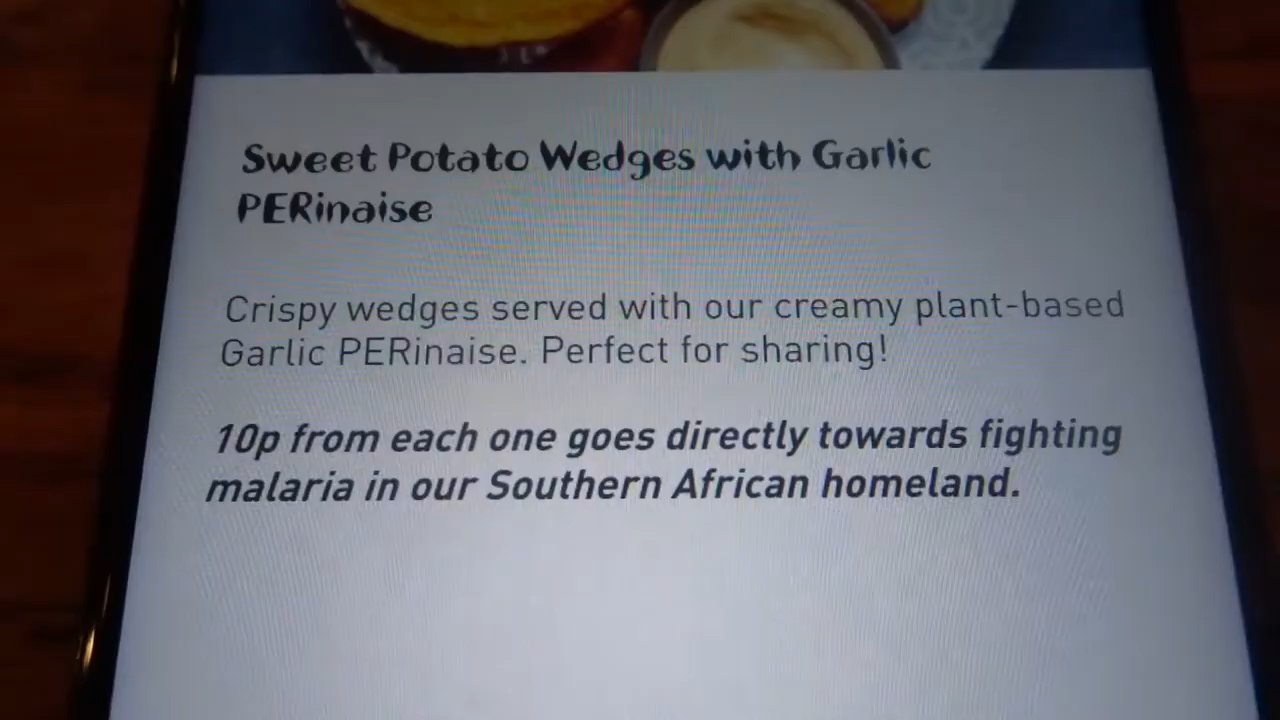 Sweet Potato Wedges with Garlic
PERinaise
Crispy wedges served with our creamy plant-based
Garlic PERinaise. Perfect for sharing!
10p from each one goes directly towards fighting
malaria in our Southern African homeland.